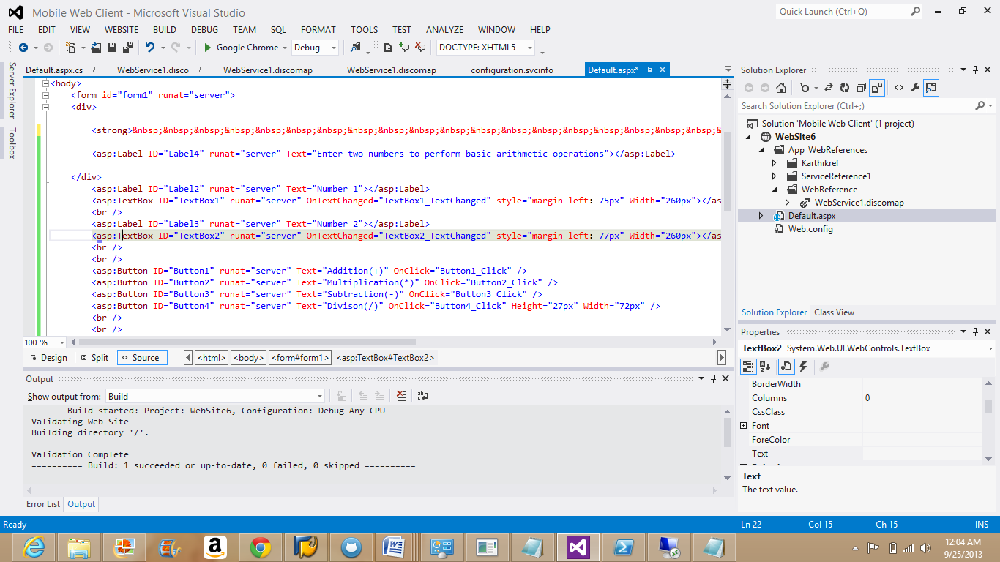 Mobile Web Client - Microsoft Visual Studio
Quick Launch (Ctrl+Q)
FILE EDIT VIEW WEBSITE BUILD DEBUG TEAM SQL FORMAT TOOLS TEST ANALYZE WINDOW HELP
Google Chrome Debug DOCTYPE: XHTML5
Server Explorer
Toolbox
Default.aspx.cs WebService1.disco WebService1.discomap WebService1.discomap configuration.svcinfo Default.aspx*
<body>
<form id="form1" runat="server">
<div>
<strong>&nbsp;&nbsp;&nbsp;&nbsp;&nbsp;&nbsp;&nbsp;&nbsp;&nbsp;&nbsp;&nbsp;&nbsp;&nbsp;&nbsp;&nbsp;&nbsp;&nbsp;&nbsp;&nbsp;&
<asp:Label ID="Label4" runat="server" Text="Enter two numbers to perform basic arithmetic operations"></asp:Label>
</div>
<asp:Label ID="Label2" runat="server" Text="Number 1"></asp:Label>
<asp:TextBox ID="TextBox1" runat="server" OnTextChanged="TextBox1_TextChanged" style="margin-left: 75px" Width="260px"></as
<br />
<asp:Label ID="Label3" runat="server" Text="Number 2"></asp:Label>
<asp:TextBox ID="TextBox2" runat="server" OnTextChanged="TextBox2_TextChanged" style="margin-left: 77px" Width="260px"></as
<br />
<br />
<asp:Button ID="Button1" runat="server" Text="Addition(+)" OnClick="Button1_Click" />
<asp:Button ID="Button2" runat="server" Text="Multiplication(*)" OnClick="Button2_Click" />
<asp:Button ID="Button3" runat="server" Text="Subtraction(-)" OnClick="Button3_Click" />
<asp:Button ID="Button4" runat="server" Text="Divison(/)" OnClick="Button4_Click" Height="27px" Width="72px" />
<br />
<br />
100 %
Design Split Source <html> <body> <form#form1> <asp:TextBox#TextBox2>
Output
Show output from: Build
------ Build started: Project: WebSite6, Configuration: Debug Any CPU ------
Validating Web Site
Building directory '/'.
Validation Complete
========== Build: 1 succeeded or up-to-date, 0 failed, 0 skipped ==========
Error List Output
Solution Explorer
Search Solution Explorer (Ctrl+;)
Solution 'Mobile Web Client' (1 project)
WebSite6
App_WebReferences
Karthikref
ServiceReference1
WebReference
WebService1.discomap
Default.aspx
Web.config
Solution Explorer Class View
Properties
TextBox2 System.Web.UI.WebControls.TextBox
BorderWidth
Columns 0
CssClass
Font
ForeColor
Text
Text
The text value.
Ready Ln 22 Col 15 Ch 15 INS
12:04 AM
9/25/2013